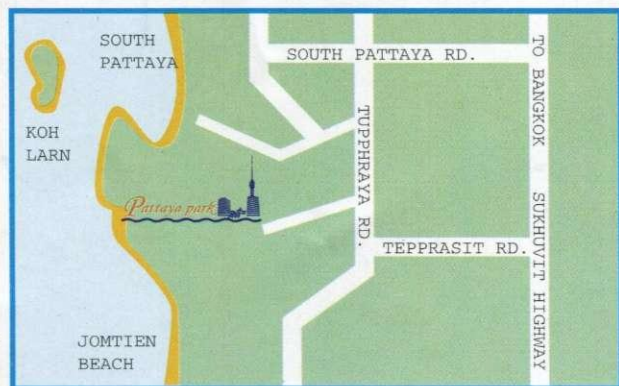 SOUTH
PATTAYA
SOUTH PATTAYA RD.
TO BANGKOK
KOH
LARN
TUPPHRAYA RD.
Pattaya park
SUKHUVIT HIGHWAY
TEPPRASIT RD.
JOMTIEN
BEACH